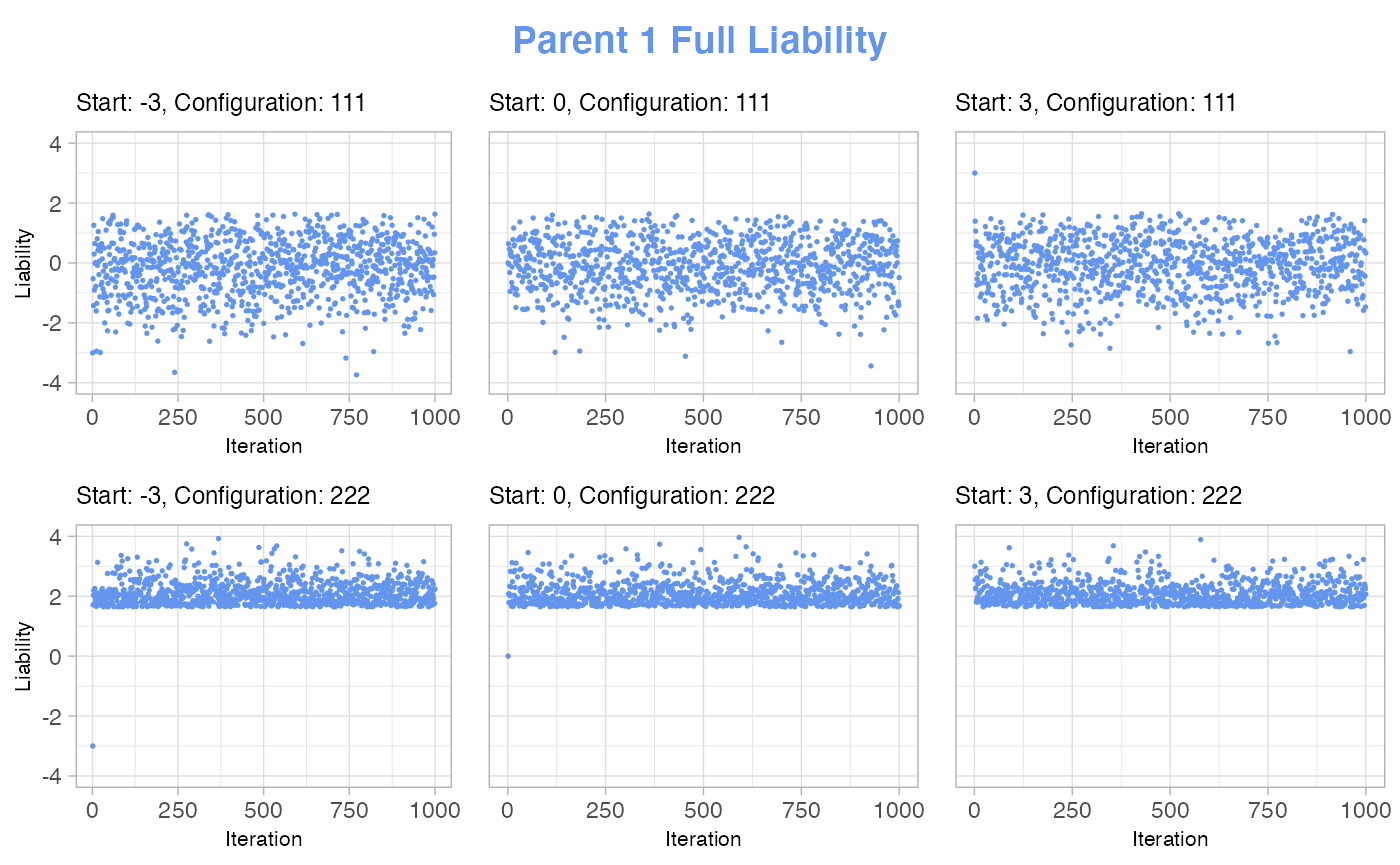 Parent 1 Full Liability
Start: -3, Configuration: 111
Start: 0, Configuration: 111
Start: 3, Configuration: 111
Liability
4
2
0
-2
-4
0 250 500 750 1000
0 250 500 750 1000
0 250 500 750 1000
Iteration
Iteration
Iteration
Start: -3, Configuration: 222
Start: 0, Configuration: 222
Start: 3, Configuration: 222
Liability
4
2
0
-2
-4
0 250 500 750 1000
0 250 500 750 1000
0 250 500 750 1000
Iteration
Iteration
Iteration